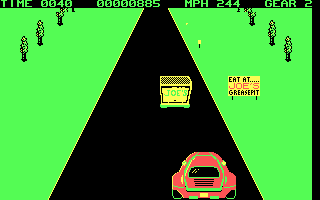 TIME 0040 00000885 MPH 244 GEAR 2
JOE'S
EAT AT....
JOE'S
GREASEPIT